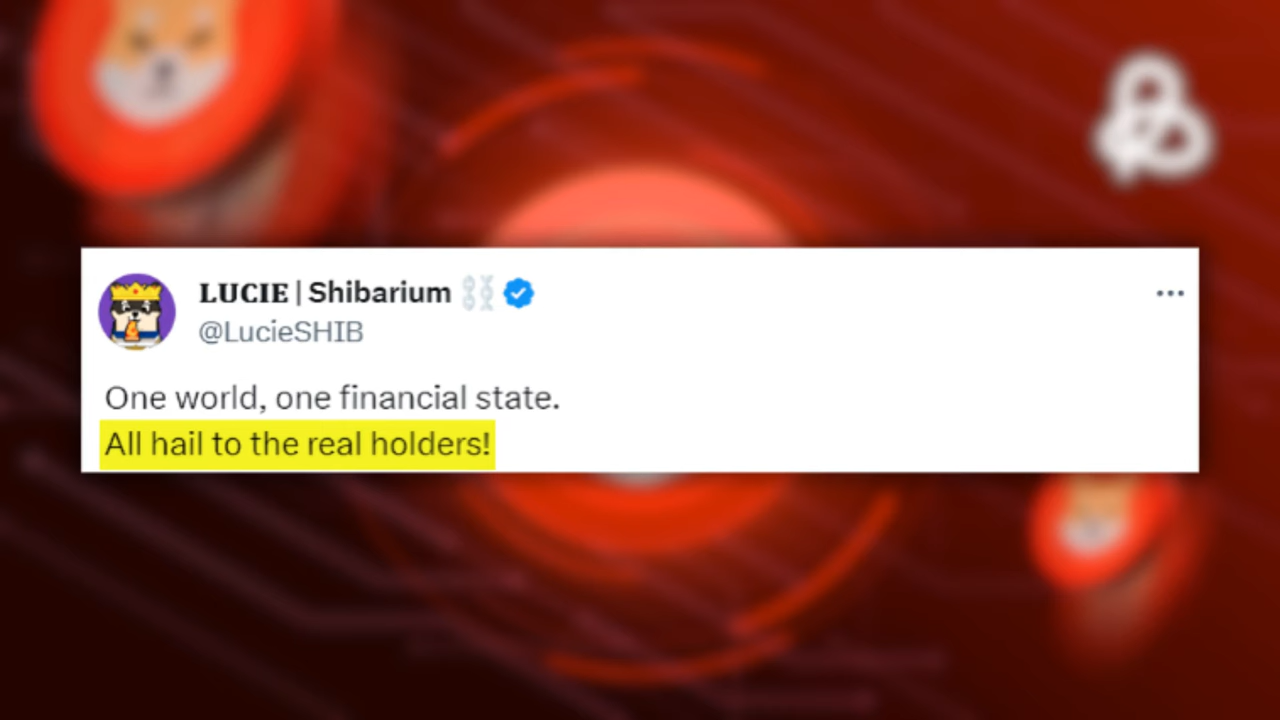 LUCIE | Shibarium ⛓️⛓️
@LucieSHIB
One world, one financial state.
All hail to the real holders!